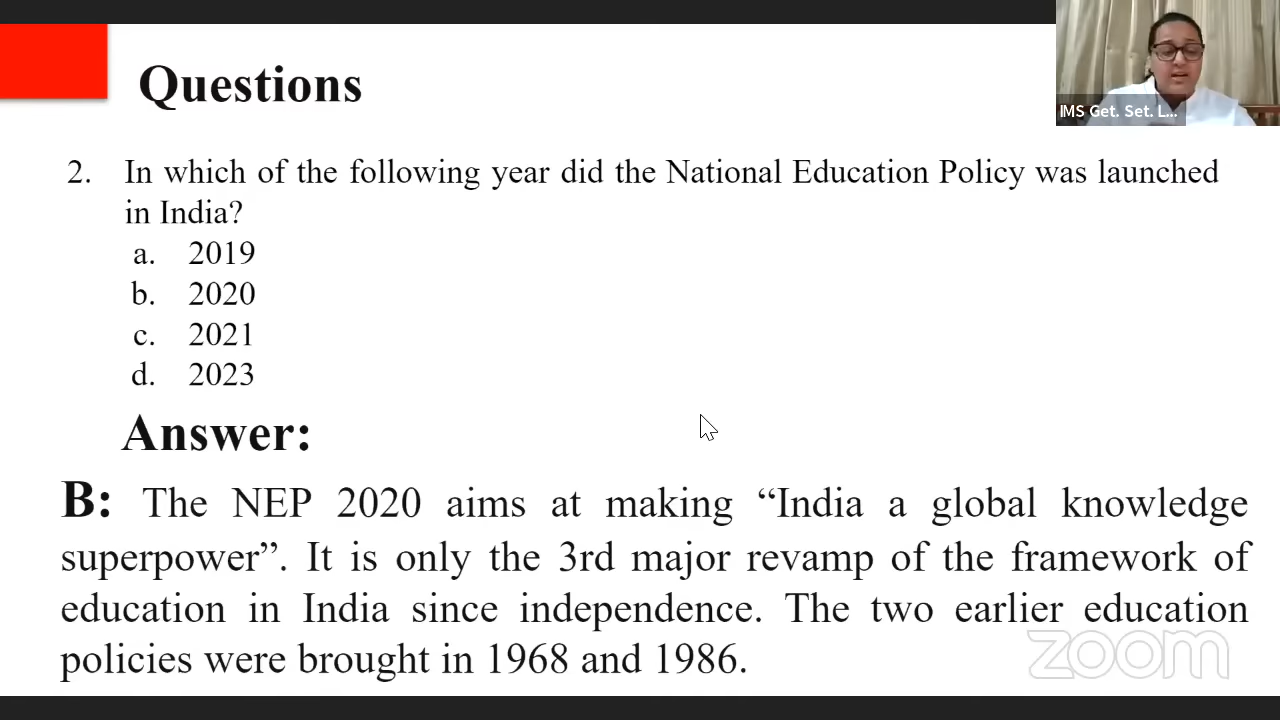 Questions
IMS Get. Set. L...
2. In which of the following year did the National Education Policy was launched
in India?
a. 2019
b. 2020
c. 2021
d. 2023
Answer:
B: The NEP 2020 aims at making “India a global knowledge
superpower”. It is only the 3rd major revamp of the framework of
education in India since independence. The two earlier education
policies were brought in 1968 and 1986.
zoom